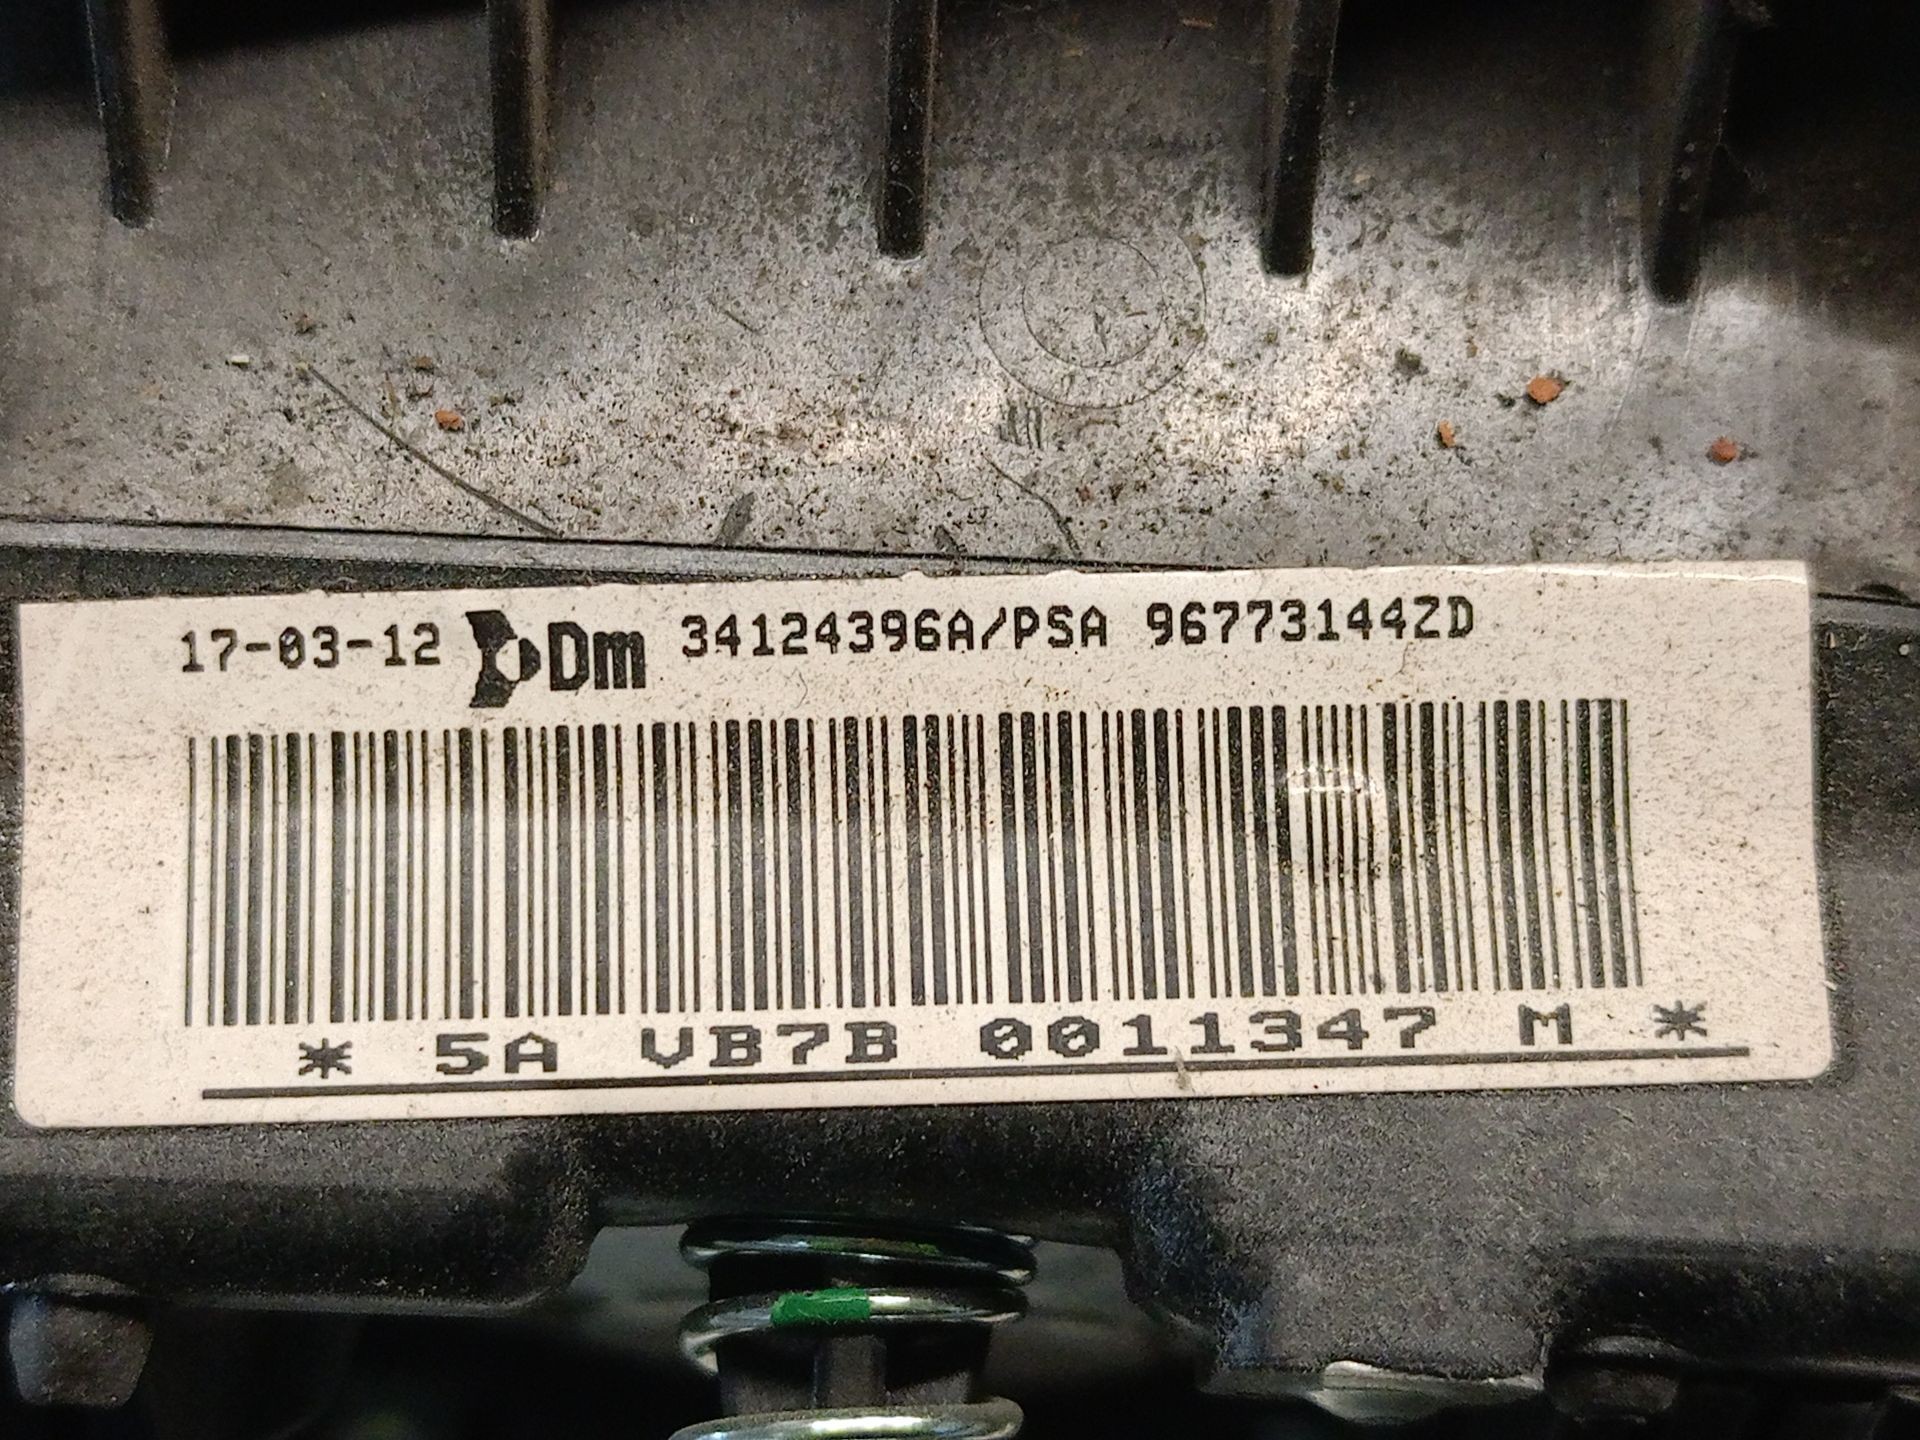 17-03-12 Dm 34124396A/PSA 96773144ZD
* 5A VB7B 0011347 M *